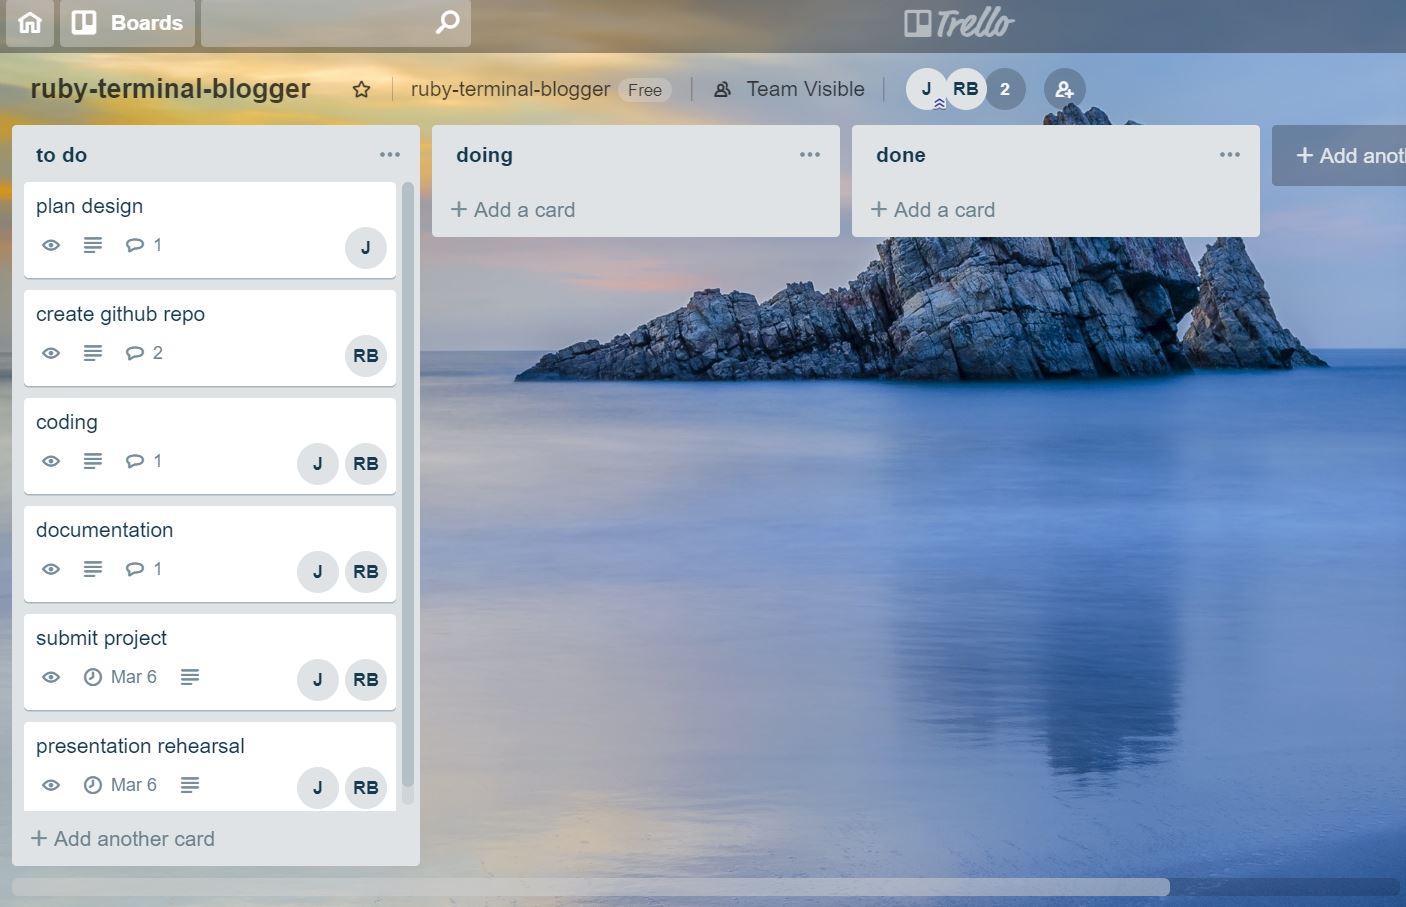 Boards
Trello
ruby-terminal-blogger
ruby-terminal-blogger Free
Team Visible
J RB 2
to do
plan design
1
J
create github repo
2
RB
coding
1
J RB
documentation
1
J RB
submit project
Mar 6
J RB
presentation rehearsal
Mar 6
J RB
+ Add another card
doing
+ Add a card
done
+ Add a card
+ Add